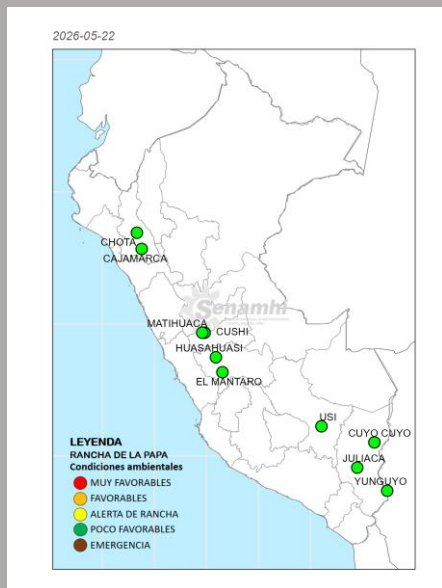 2026-05-22
CHOTA
CAJAMARCA
Senamhi
MATIHUACA
CUSHI
HUASAHUASI
EL MANTARO
USI
CUYO CUYO
JULIACA
YUNGUYO
LEYENDA
RANCHA DE LA PAPA
Condiciones ambientales
MUY FAVORABLES
FAVORABLES
ALERTA DE RANCHA
POCO FAVORABLES
EMERGENCIA